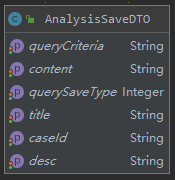 AnalysisSaveDTO
queryCriteria String
content String
querySaveType Integer
title String
caseId String
desc String